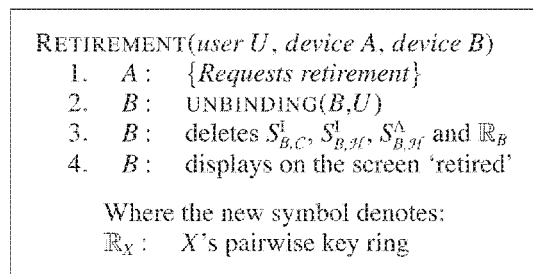 RETIREMENT(user U, device A, device B)
1. A : {Requests retirement}
2. B : UNBINDING(B,U)
3. B : deletes S^I_{B,C}, S^I_{B,ℋ}, S^A_{B,ℋ} and ℝ_B
4. B : displays on the screen ‘retired’
Where the new symbol denotes:
ℝ_X : X's pairwise key ring